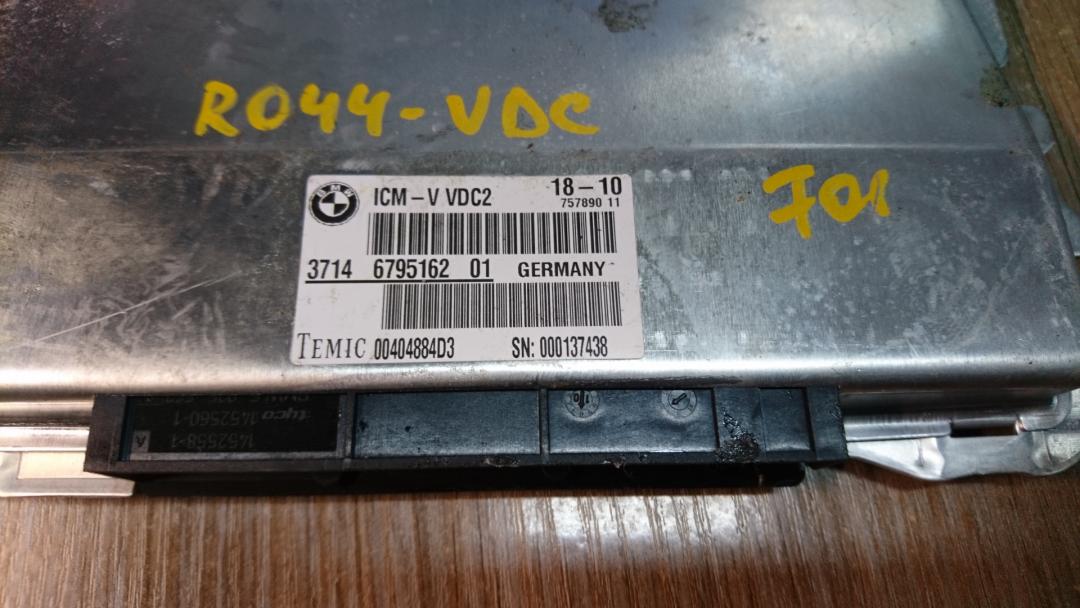 R044-VDC
F01
BMW
ICM-V VDC2
18-10
757890 11
3714 6795162 01 GERMANY
TEMIC 00404884D3 SN: 000137438
tyco 1452560-1
1452558-1
A